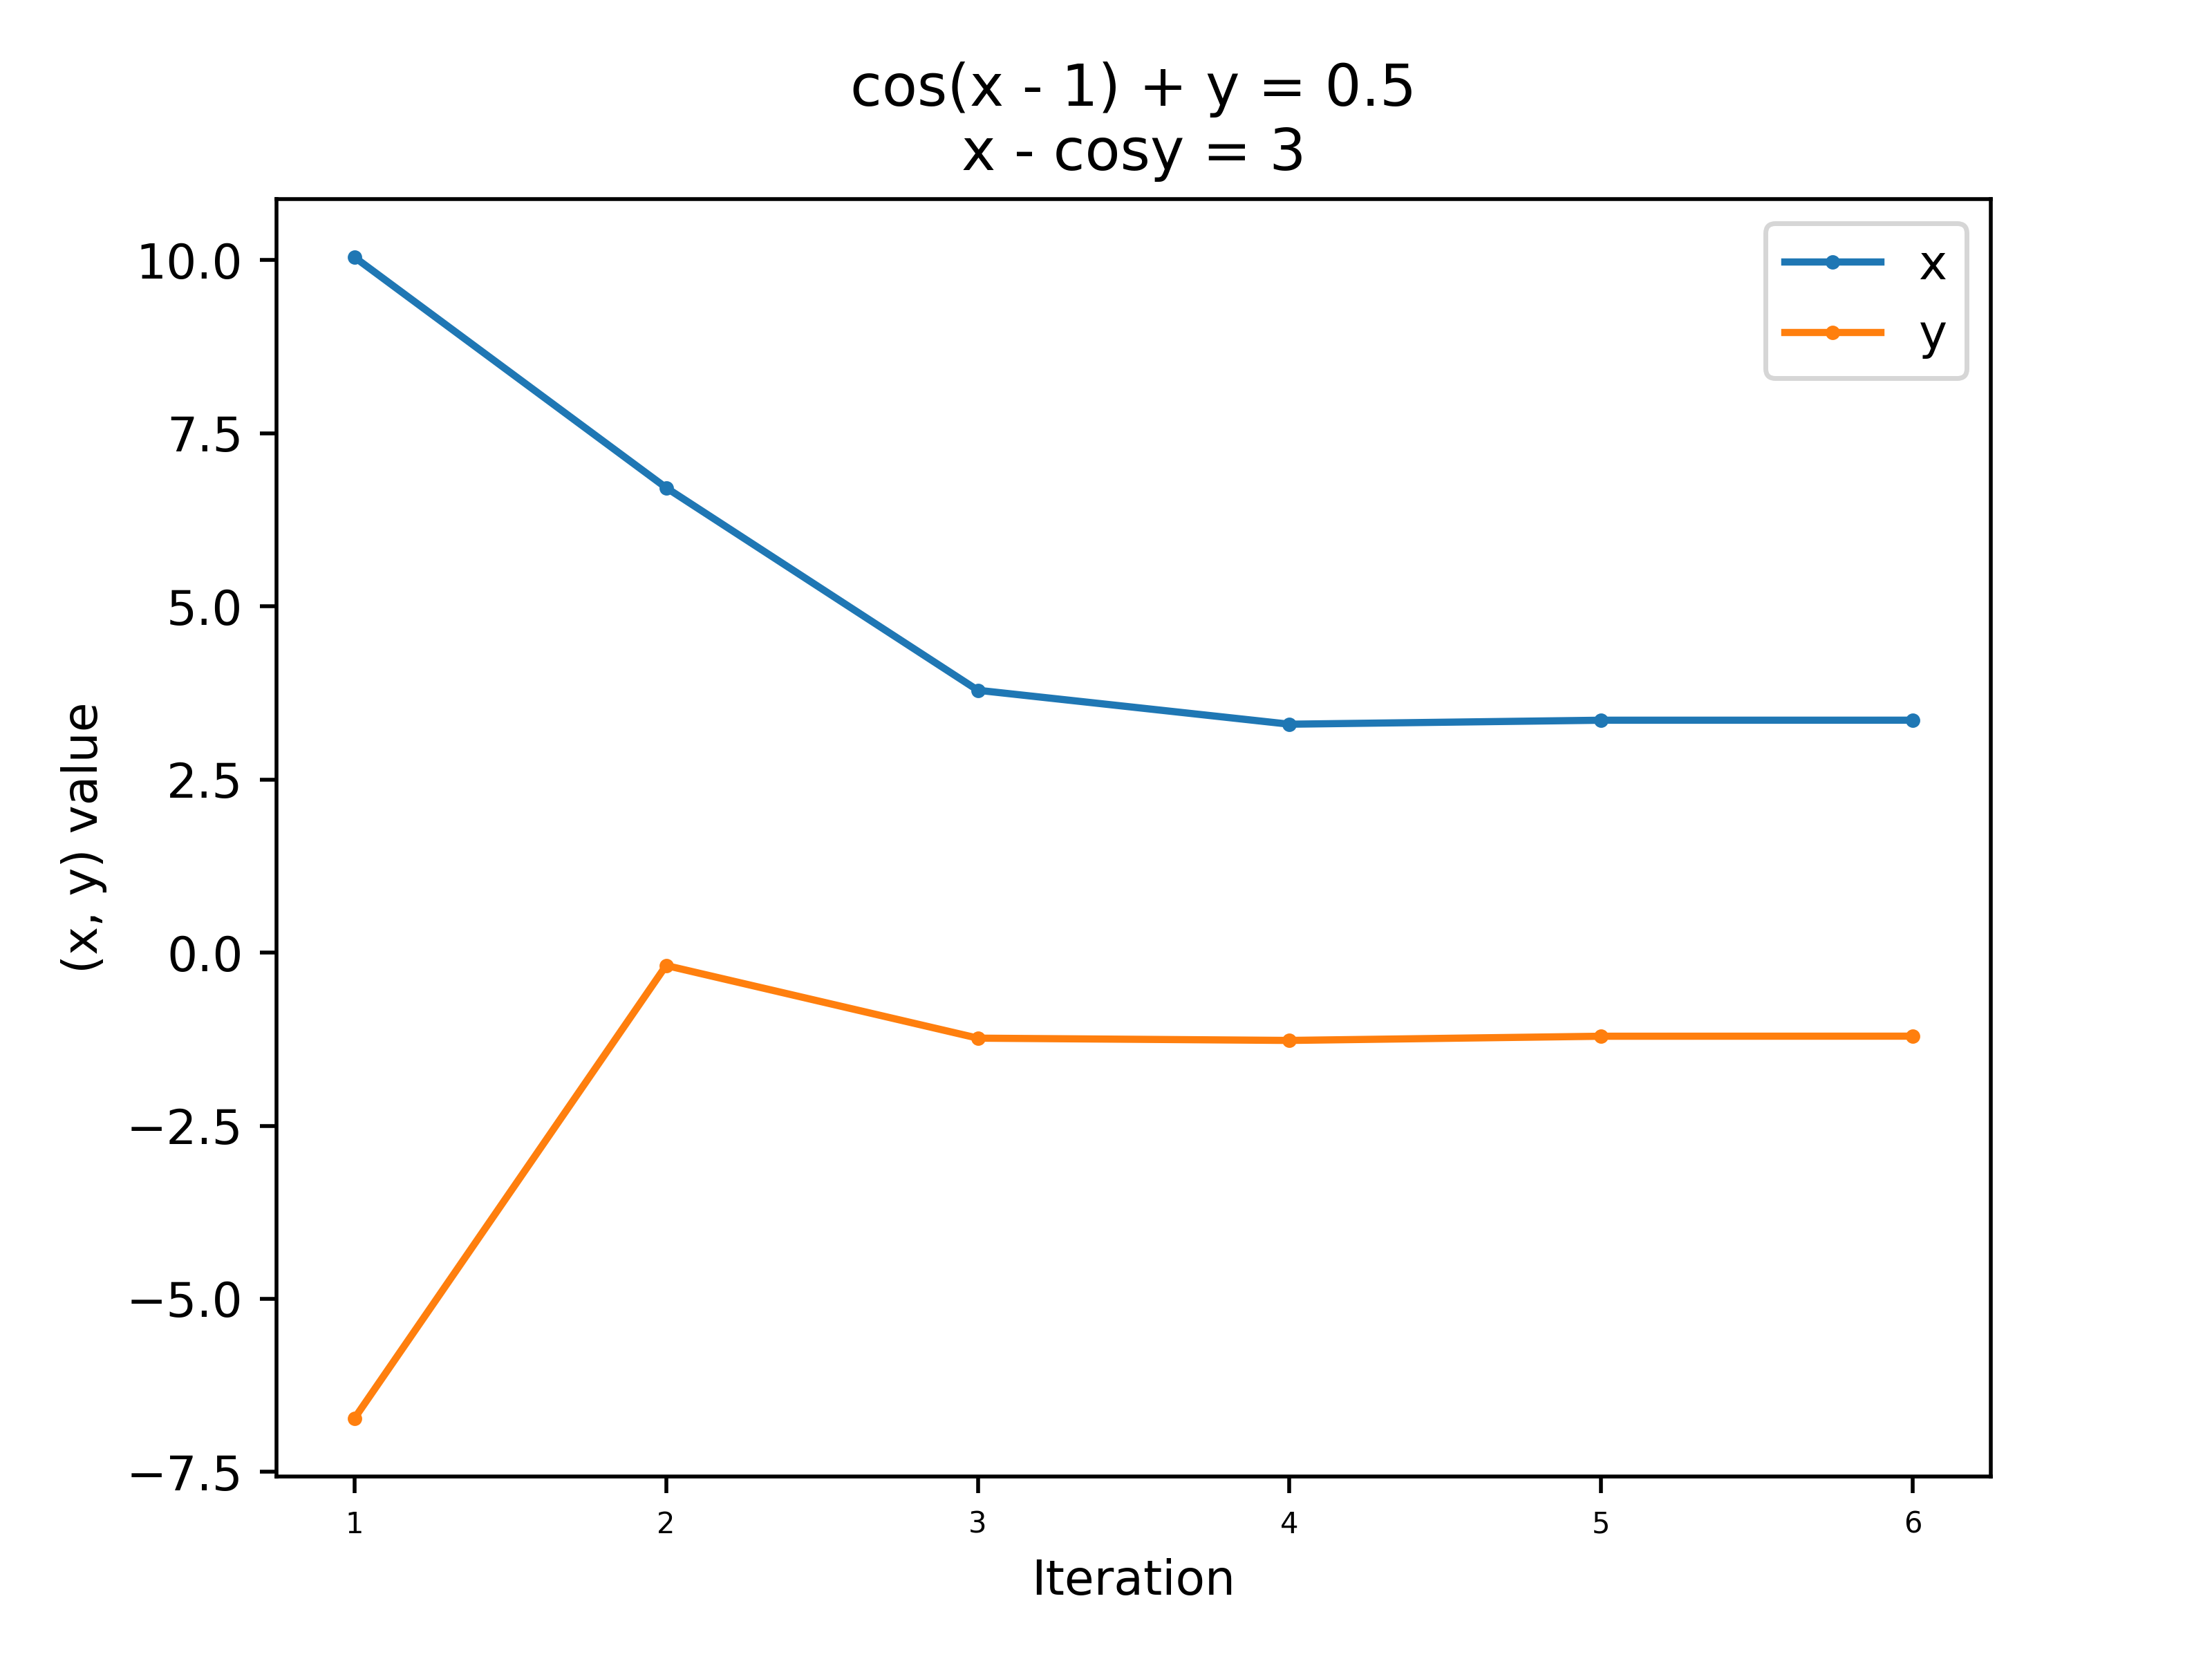 cos(x - 1) + y = 0.5
x - cosy = 3
10.0
7.5
5.0
2.5
0.0
−2.5
−5.0
−7.5
(x, y) value
x
y
1 2 3 4 5 6
Iteration